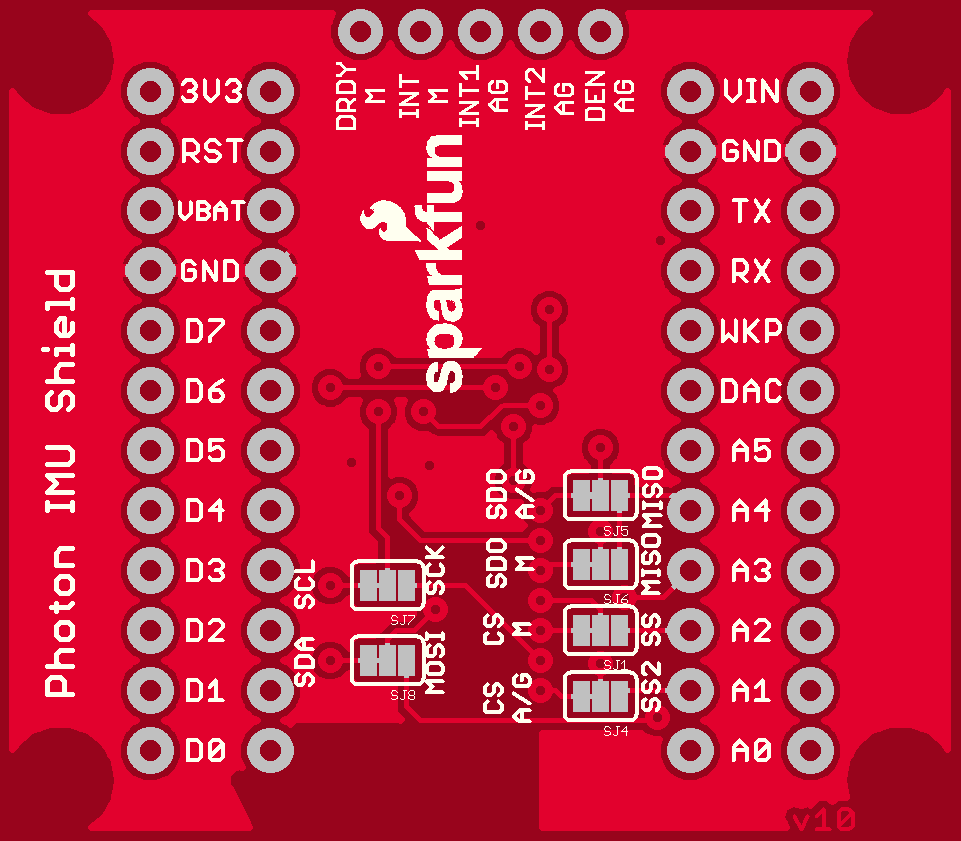 DRDY
M
INT
M
INT1
AG
INT2
AG
DEN
AG
3V3
RST
VBAT
GND
D7
D6
D5
D4
D3
D2
D1
D0
Photon IMU Shield
sparkfun
VIN
GND
TX
RX
WKP
DAC
A5
A4
A3
A2
A1
A0
SCL
SCK
SJ7
SDA
MOSI
SJ8
SDO
A/G
MISO
SJ5
SDO
M
MISO
SJ6
CS
M
SS
SJ1
CS
A/G
SS2
SJ4
v10